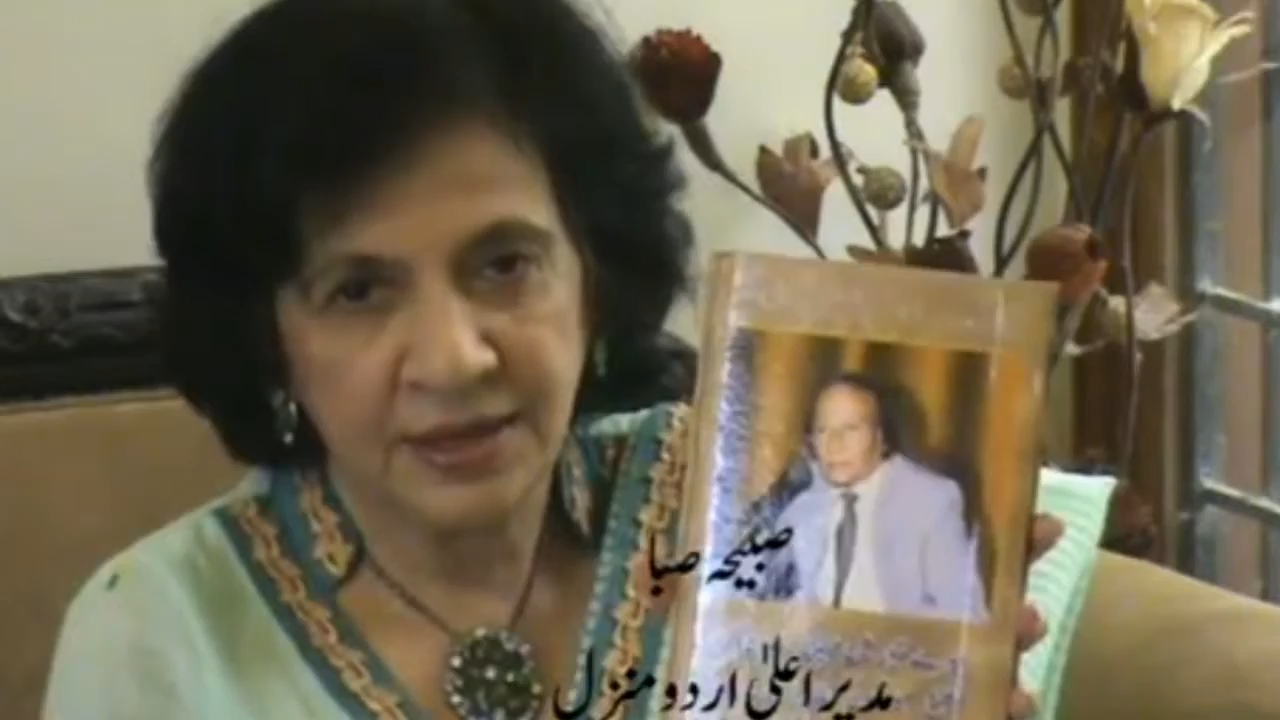 صبیحہ صبا
مدیر اعلیٰ اردو منزل